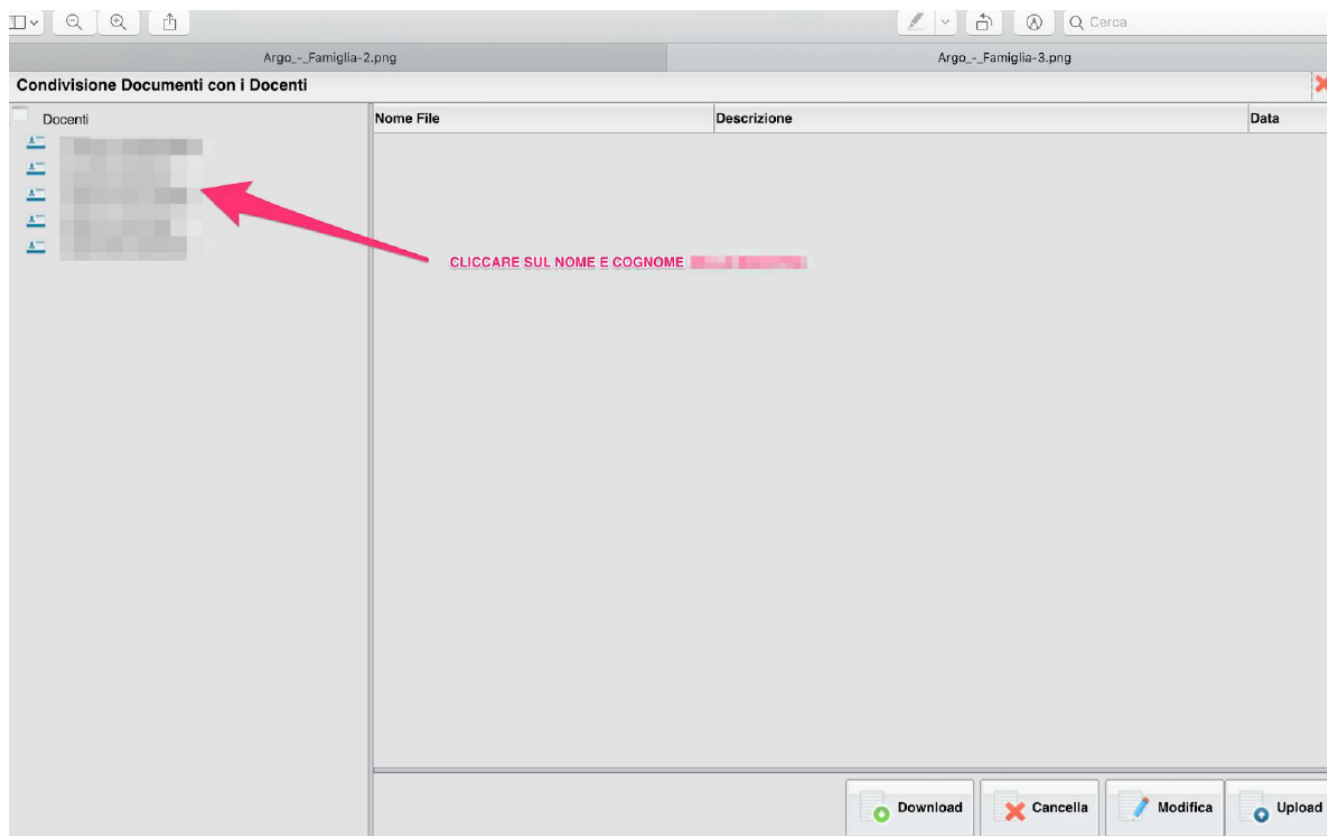 Cerca
Argo_-_Famiglia-2.png
Argo_-_Famiglia-3.png
Condivisione Documenti con i Docenti
Docenti
Nome File
Descrizione
Data
CLICCARE SUL NOME E COGNOME
Download
Cancella
Modifica
Upload